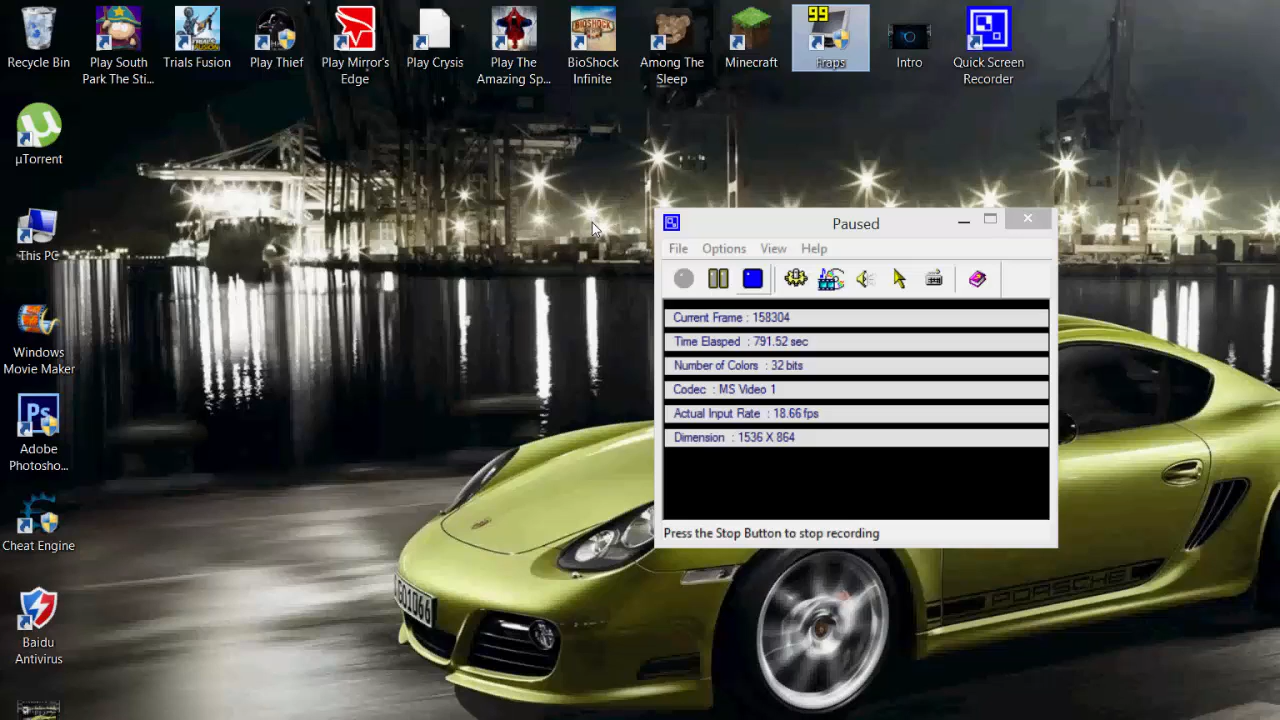 Recycle Bin
Play South
Park The Sti...
Trials Fusion
Play Thief
Play Mirror's
Edge
Play Crysis
Play The
Amazing Sp...
BIOSHOCK
BioShock
Infinite
Among The
Sleep
Minecraft
99
Fraps
Intro
Quick Screen
Recorder
µTorrent
This PC
Windows
Movie Maker
Ps
Adobe
Photosho...
Cheat Engine
Baidu
Antivirus
Paused
File Options View Help
Current Frame : 158304
Time Elasped : 791.52 sec
Number of Colors : 32 bits
Codec : MS Video 1
Actual Input Rate : 18.66 fps
Dimension : 1536 X 864
Press the Stop Button to stop recording
PORSCHE